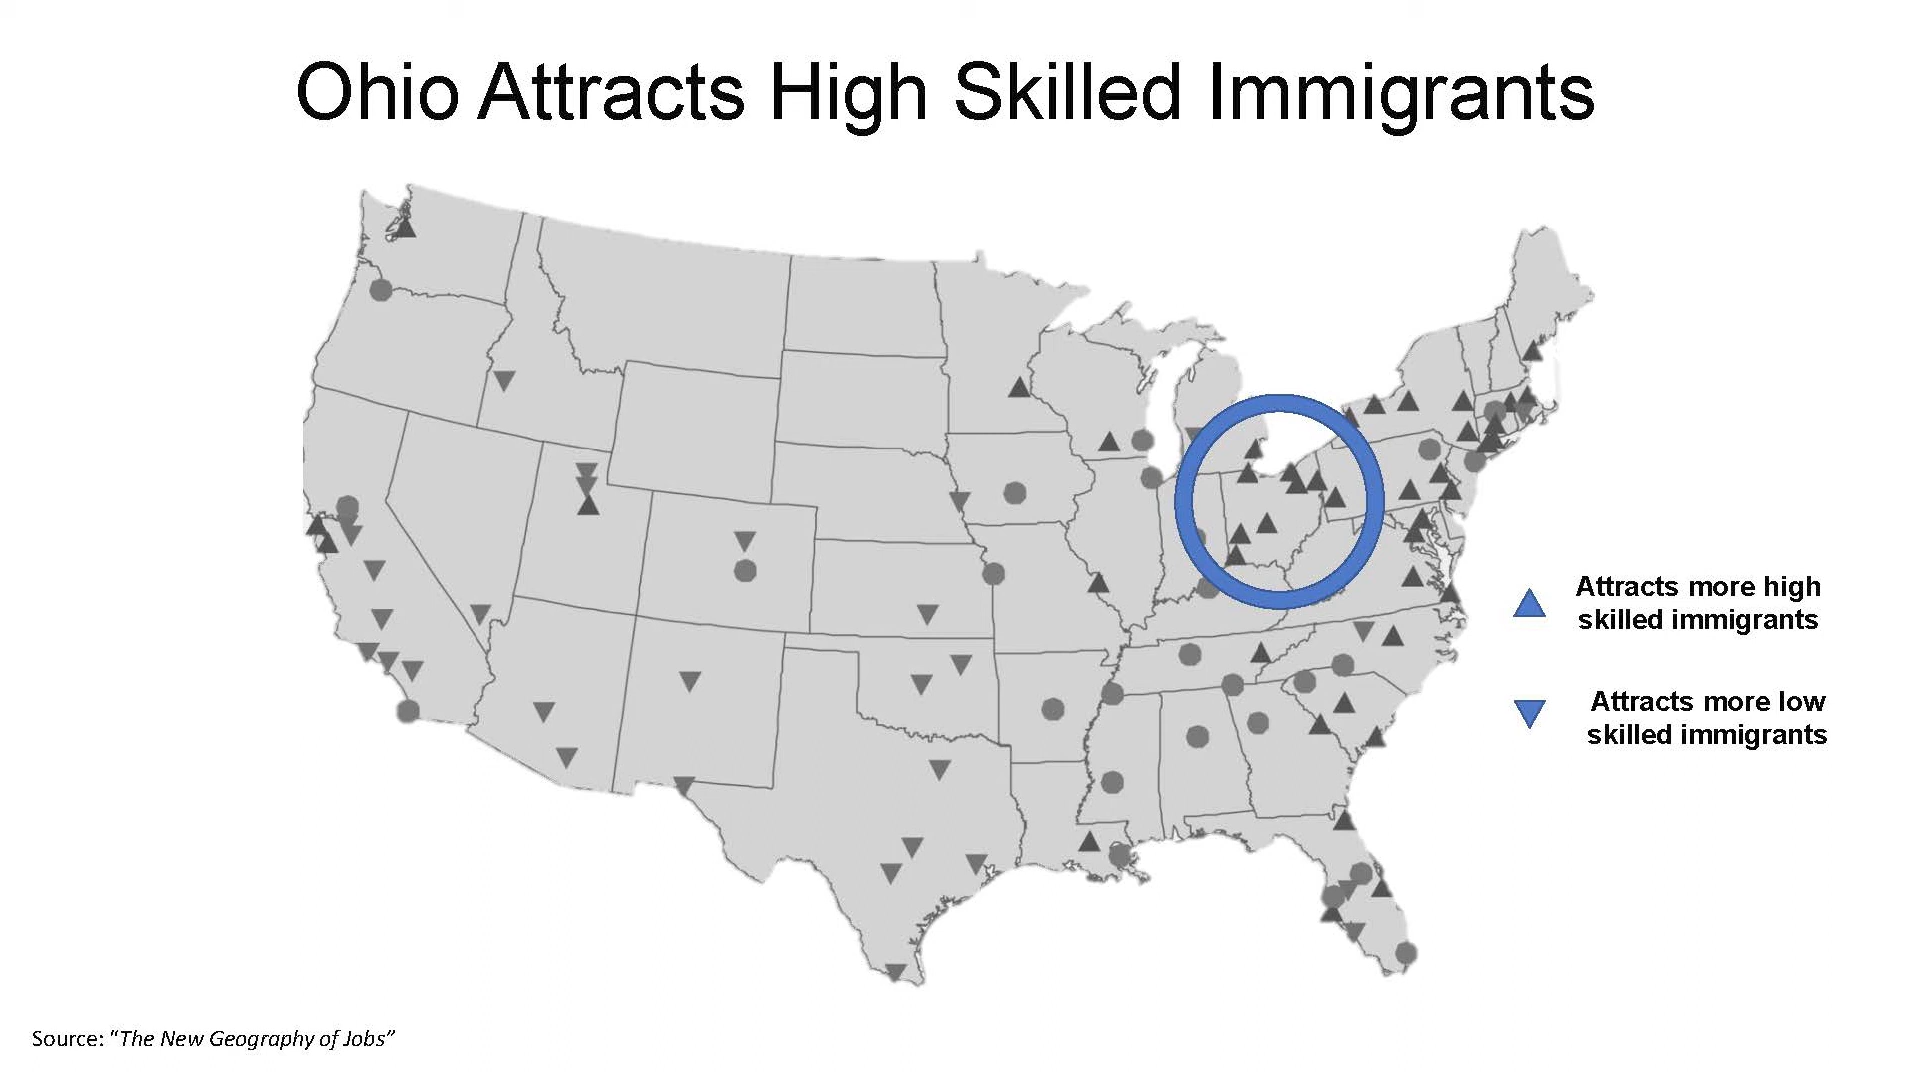 Ohio Attracts High Skilled Immigrants
Attracts more high
skilled immigrants
Attracts more low
skilled immigrants
Source: "The New Geography of Jobs”